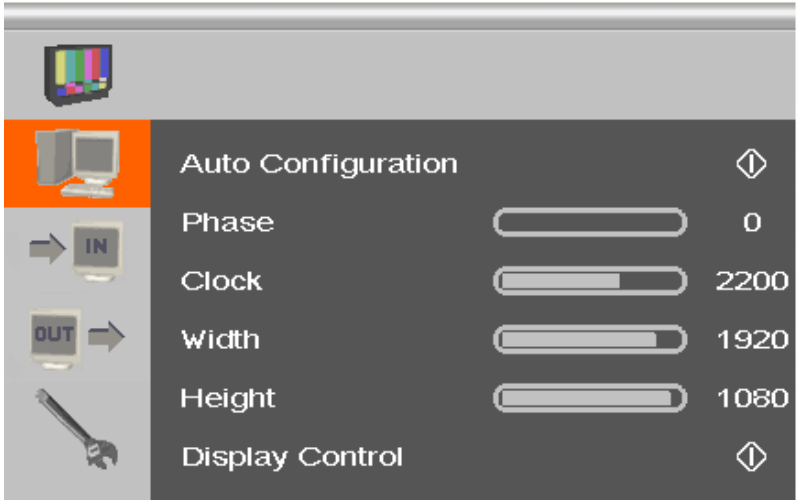 Auto Configuration
Phase 0
Clock 2200
IN
Width 1920
OUT
Height 1080
Display Control